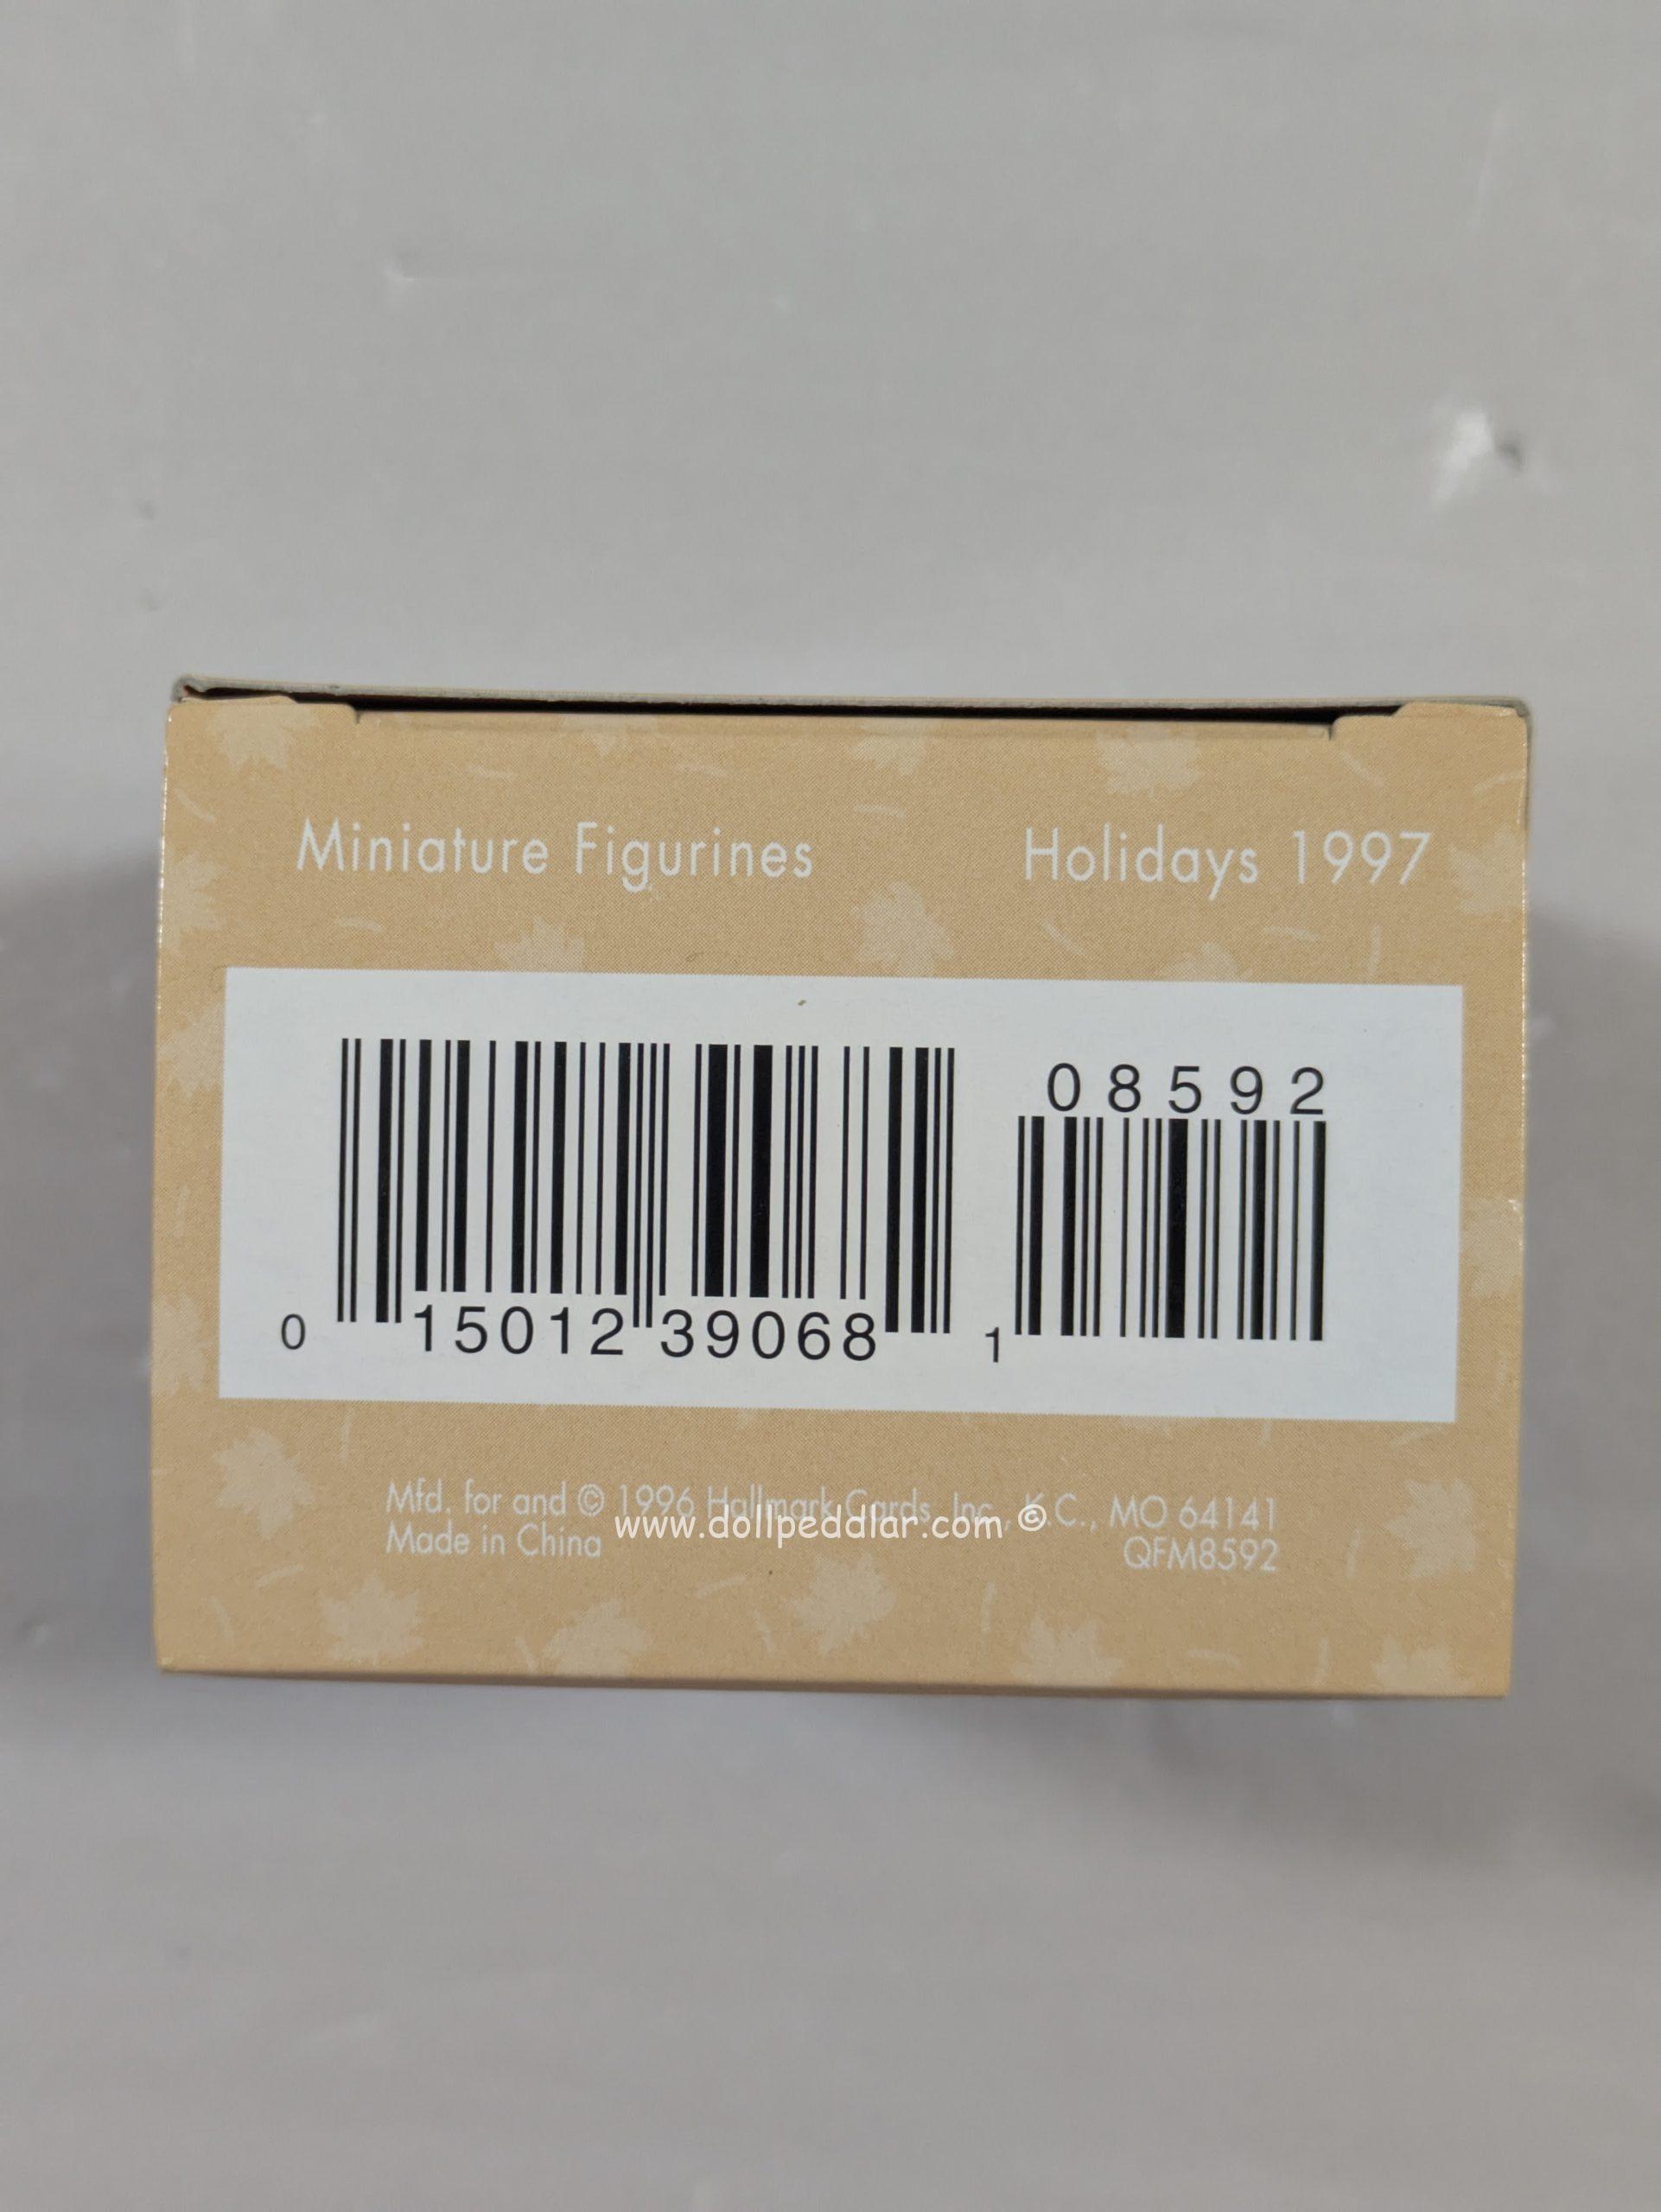 Miniature Figurines Holidays 1997
08592
0 15012 39068 1
Mfd. for and © 1996 Hallmark Cards, Inc., K.C., MO 64141
www.dollpeddlar.com ©
Made in China QFM8592